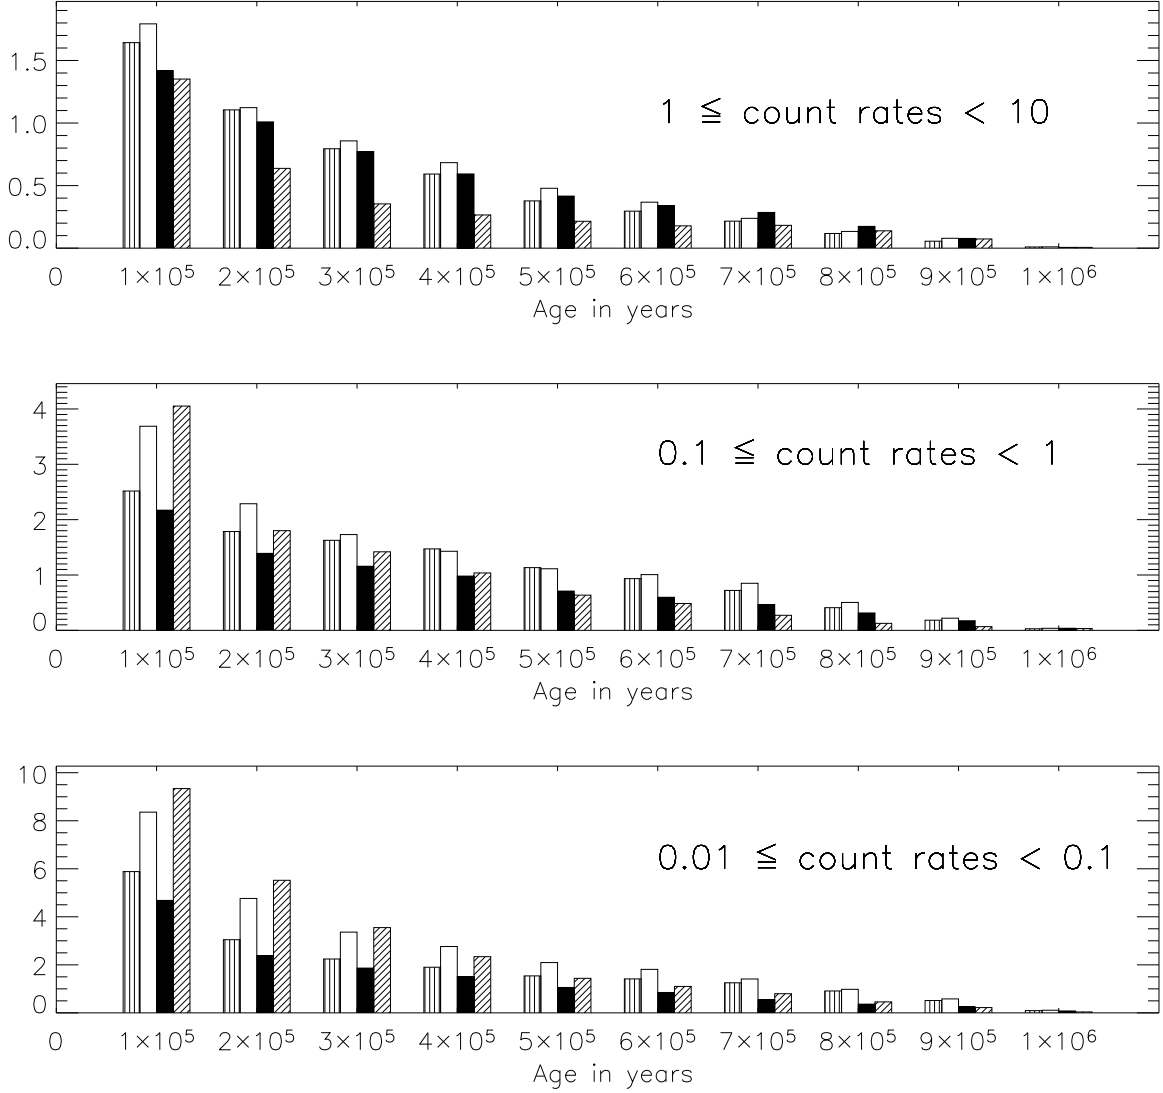 1.5
1.0
0.5
0.0
1 ≦ count rates < 10
0 1×10⁵ 2×10⁵ 3×10⁵ 4×10⁵ 5×10⁵ 6×10⁵ 7×10⁵ 8×10⁵ 9×10⁵ 1×10⁶
Age in years
4
3
2
1
0
0.1 ≦ count rates < 1
0 1×10⁵ 2×10⁵ 3×10⁵ 4×10⁵ 5×10⁵ 6×10⁵ 7×10⁵ 8×10⁵ 9×10⁵ 1×10⁶
Age in years
10
8
6
4
2
0
0.01 ≦ count rates < 0.1
0 1×10⁵ 2×10⁵ 3×10⁵ 4×10⁵ 5×10⁵ 6×10⁵ 7×10⁵ 8×10⁵ 9×10⁵ 1×10⁶
Age in years